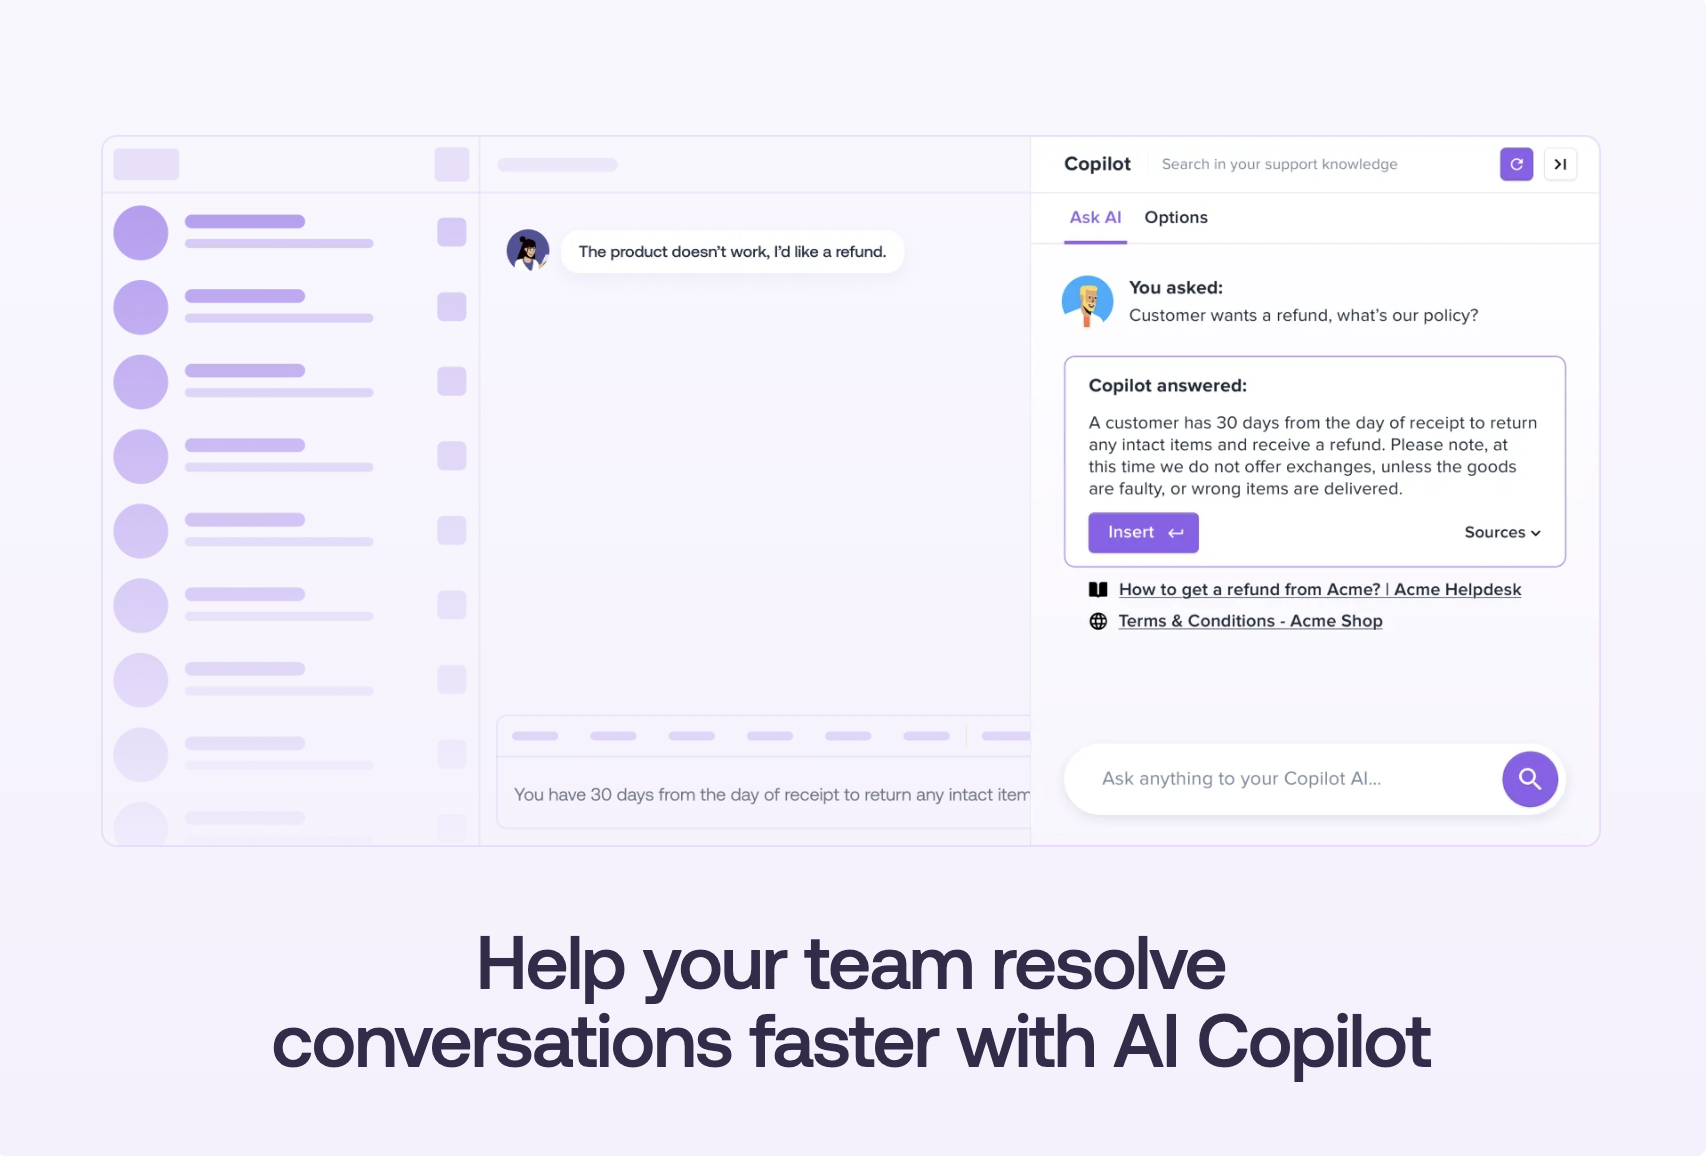 Copilot
Search in your support knowledge
Ask AI
Options
The product doesn’t work, I’d like a refund.
You asked:
Customer wants a refund, what’s our policy?
Copilot answered:
A customer has 30 days from the day of receipt to return
any intact items and receive a refund. Please note, at
this time we do not offer exchanges, unless the goods
are faulty, or wrong items are delivered.
Insert
Sources
How to get a refund from Acme? | Acme Helpdesk
Terms & Conditions - Acme Shop
Ask anything to your Copilot AI...
You have 30 days from the day of receipt to return any intact item
Help your team resolve
conversations faster with AI Copilot